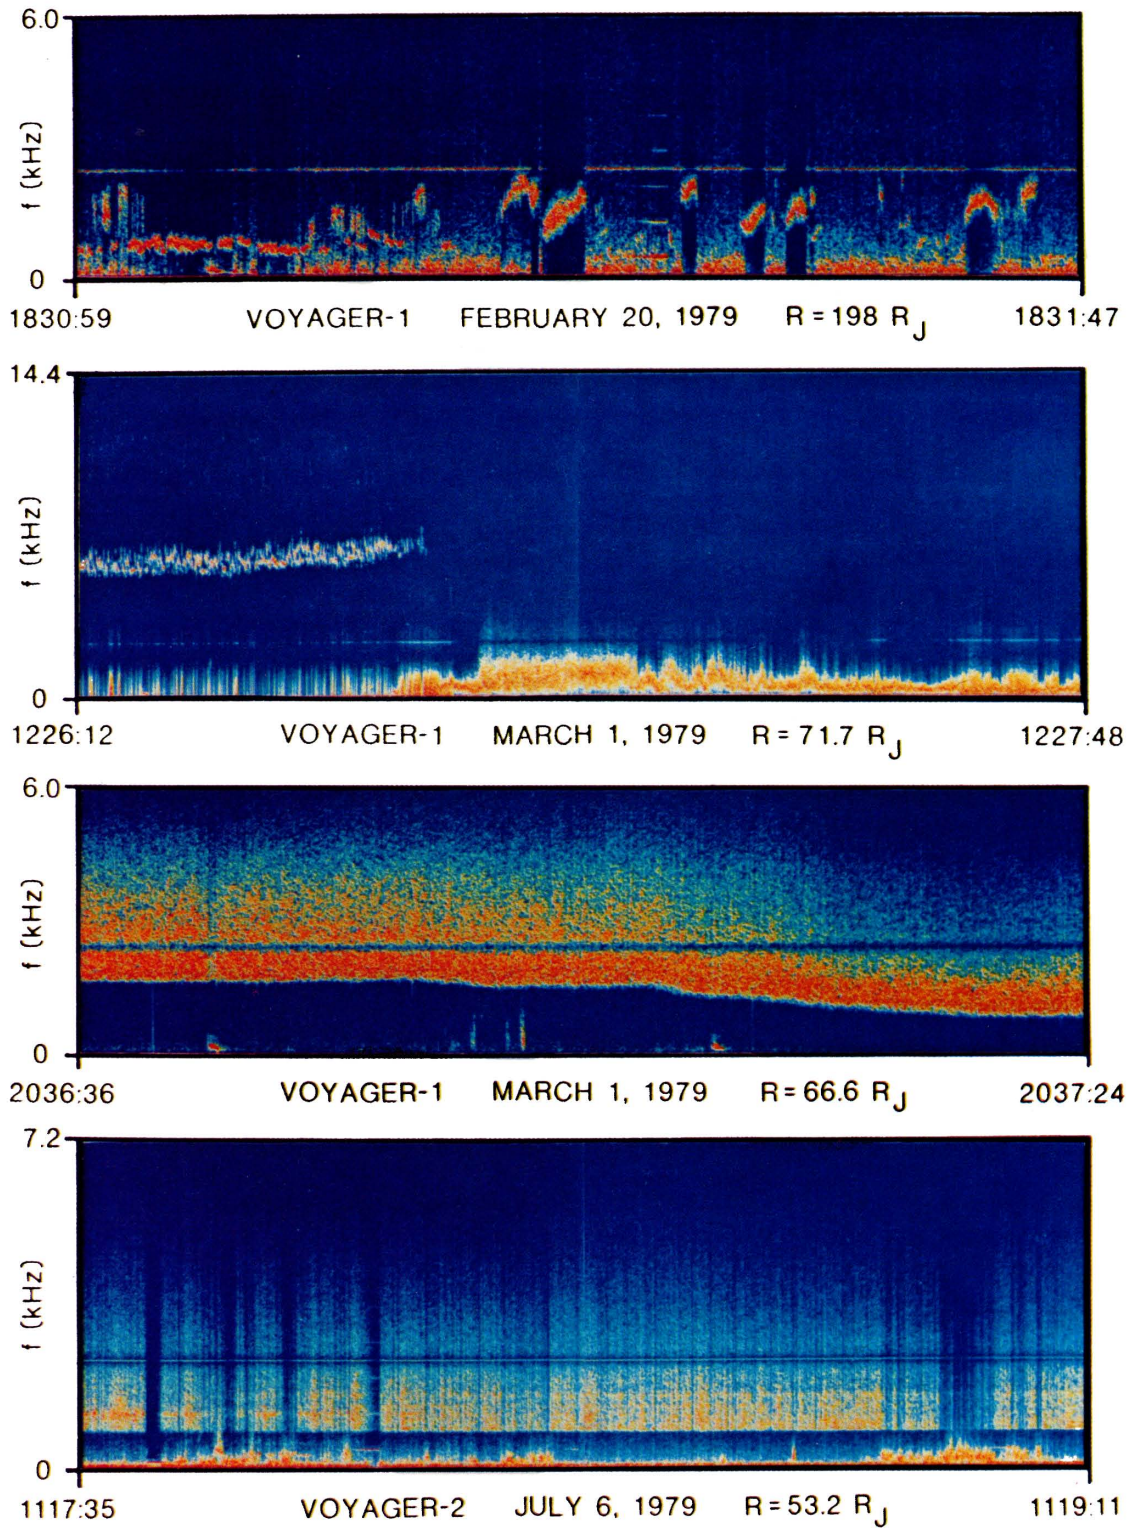 6.0
f (kHz)
0
1830:59 VOYAGER-1 FEBRUARY 20, 1979 R = 198 RJ 1831:47
14.4
f (kHz)
0
1226:12 VOYAGER-1 MARCH 1, 1979 R = 71.7 RJ 1227:48
6.0
f (kHz)
0
2036:36 VOYAGER-1 MARCH 1, 1979 R= 66.6 RJ 2037:24
7.2
f (kHz)
0
1117:35 VOYAGER-2 JULY 6, 1979 R= 53.2 RJ 1119:11